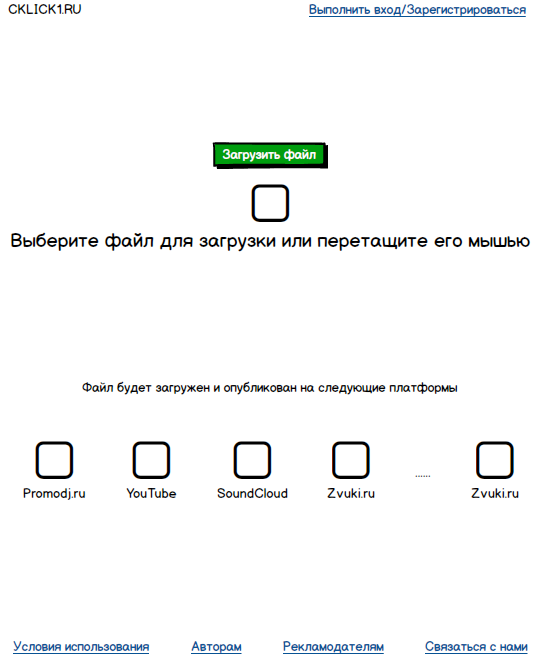 CKLICK1.RU Выполнить вход/Зарегистрироваться
Загрузить файл
Выберите файл для загрузки или перетащите его мышью
Файл будет загружен и опубликован на следующие платформы
......
Promodj.ru YouTube SoundCloud Zvuki.ru Zvuki.ru
Условия использования Авторам Рекламодателям Связаться с нами